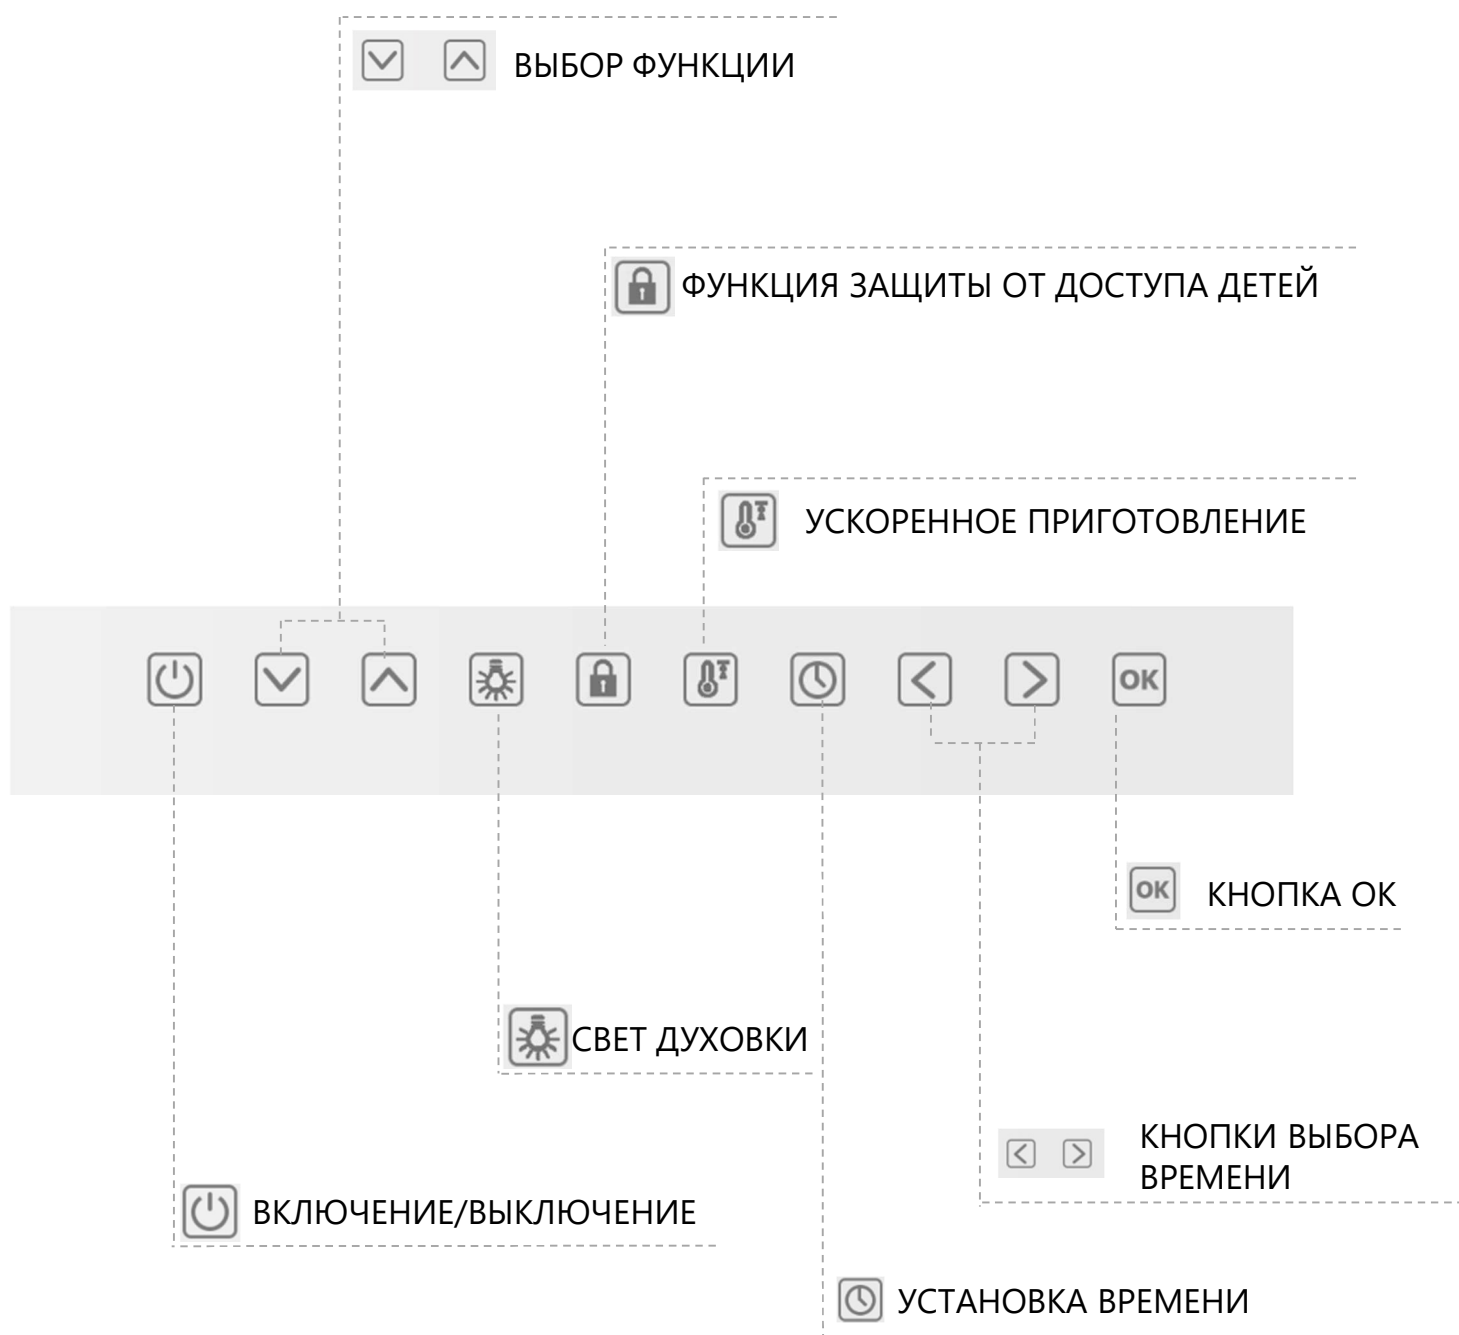 ВЫБОР ФУНКЦИИ
ФУНКЦИЯ ЗАЩИТЫ ОТ ДОСТУПА ДЕТЕЙ
УСКОРЕННОЕ ПРИГОТОВЛЕНИЕ
OK
OK КНОПКА ОК
СВЕТ ДУХОВКИ
КНОПКИ ВЫБОРА
ВРЕМЕНИ
ВКЛЮЧЕНИЕ/ВЫКЛЮЧЕНИЕ
УСТАНОВКА ВРЕМЕНИ